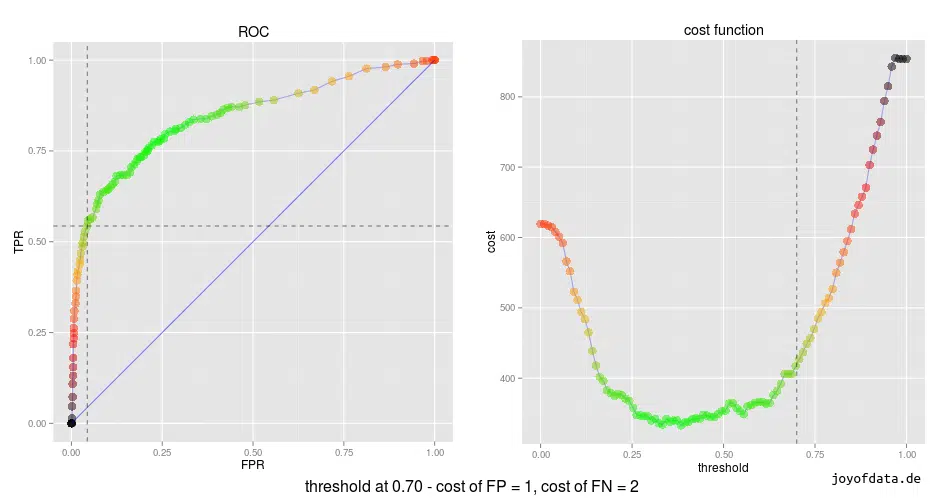 ROC
1.00
0.75
0.50
0.25
0.00
TPR
0.00
0.25
0.50
0.75
1.00
FPR
cost function
800
700
600
500
400
cost
0.00
0.25
0.50
0.75
1.00
threshold
threshold at 0.70 - cost of FP = 1, cost of FN = 2
joyofdata.de